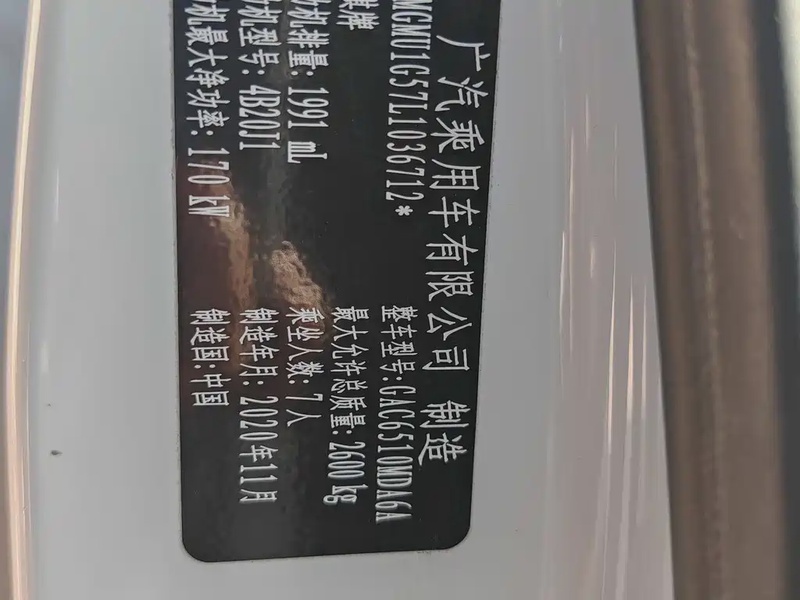 广汽乘用车有限公司 制造
MGMU1G57L1036712*
整车型号:GAC6510MDA6A
祺牌
最大允许总质量:2600kg
机排量:1991 mL
乘坐人数:7人
机型号:4B20J1
制造年月:2020年11月
机最大净功率:170 kW
制造国:中国